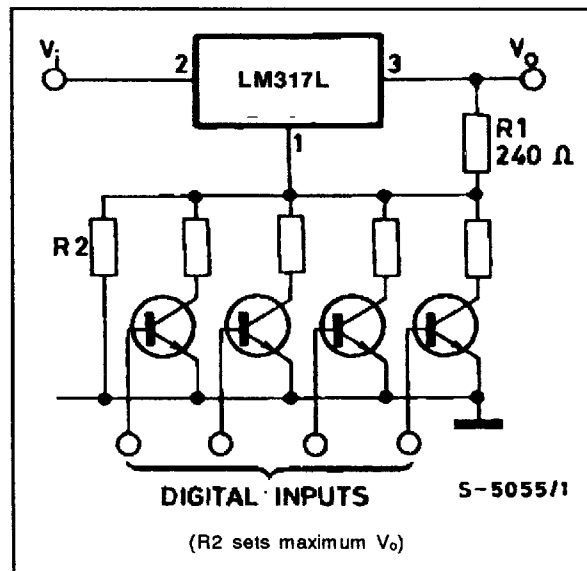 Vi
2
LM317L
3
Vo
1
R1
240 Ω
R2
DIGITAL INPUTS
S-5055/1
(R2 sets maximum Vo)